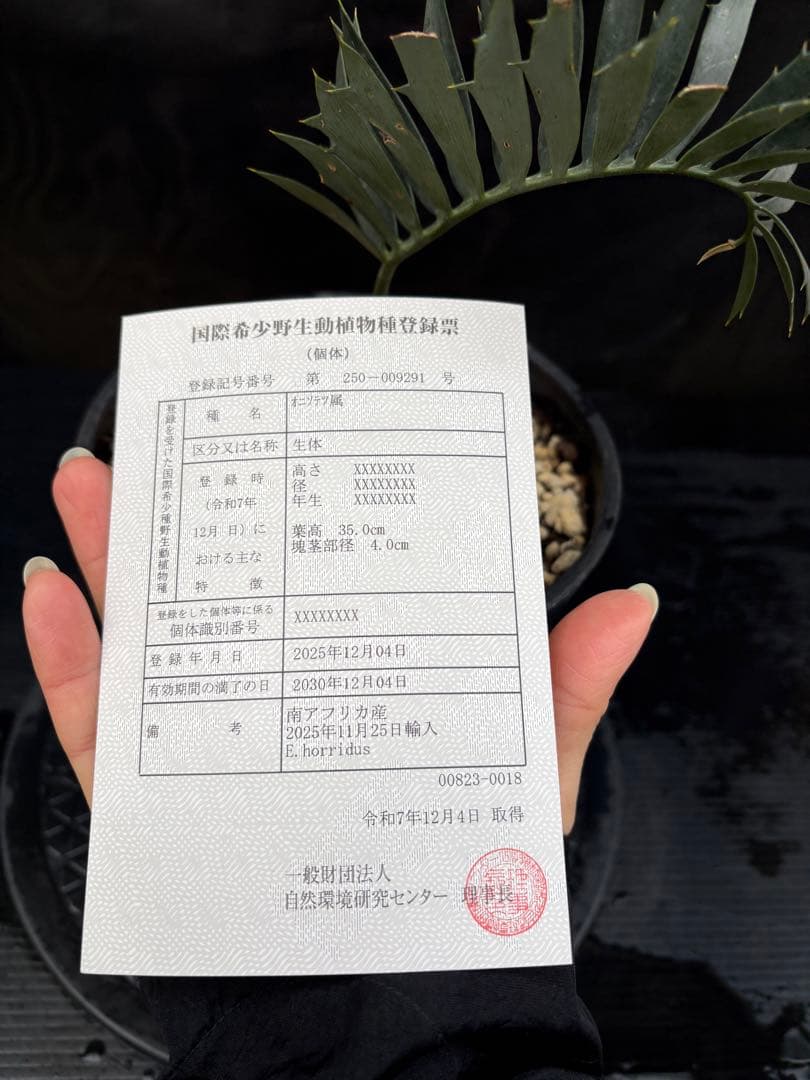 国際希少野生動植物種登録票
（個体）
登録記号番号 第 250－009291 号
登録を受けた国際希少種野生動植物種
種 名 ｵﾆｿﾃﾂ属
区分又は名称 生体
登 録 時
（令和7年
12月 日）に
おける主な
特 徴
高さ XXXXXXXX
径 XXXXXXXX
年生 XXXXXXXX
葉高 35.0cm
塊茎部径 4.0cm
登録をした個体等に係る
個体識別番号 XXXXXXXX
登 録 年 月 日 2025年12月04日
有効期間の満了の日 2030年12月04日
備 考
南アフリカ産
2025年11月25日輸入
E.horridus
00823-0018
令和7年12月4日 取得
一般財団法人
自然環境研究センター 理事長